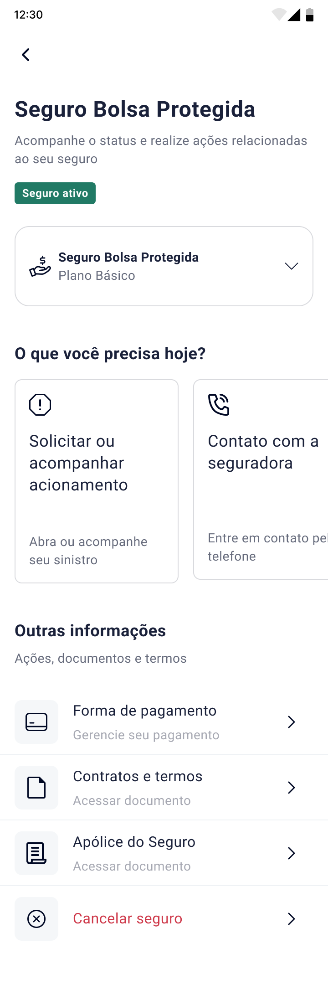 12:30
Seguro Bolsa Protegida
Acompanhe o status e realize ações relacionadas
ao seu seguro
Seguro ativo
Seguro Bolsa Protegida
Plano Básico
O que você precisa hoje?
Solicitar ou
acompanhar
acionamento
Abra ou acompanhe
seu sinistro
Contato com a
seguradora
Entre em contato pel
telefone
Outras informações
Ações, documentos e termos
Forma de pagamento
Gerencie seu pagamento
Contratos e termos
Acessar documento
Apólice do Seguro
Acessar documento
Cancelar seguro